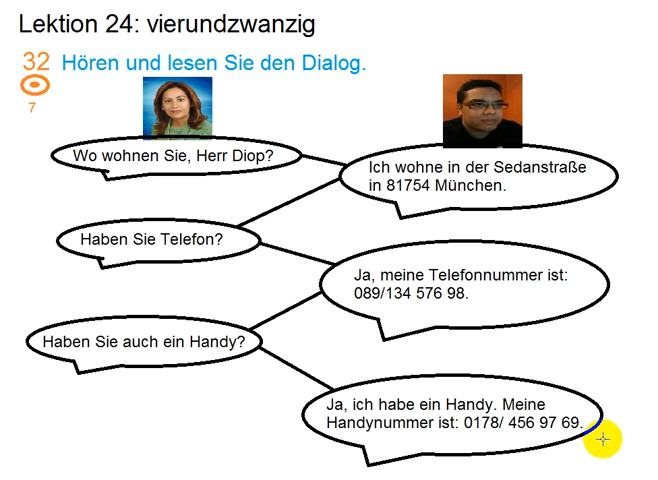 Lektion 24: vierundzwanzig
32 Hören und lesen Sie den Dialog.
7
Wo wohnen Sie, Herr Diop?
Ich wohne in der Sedanstraße
in 81754 München.
Haben Sie Telefon?
Ja, meine Telefonnummer ist:
089/134 576 98.
Haben Sie auch ein Handy?
Ja, ich habe ein Handy. Meine
Handynummer ist: 0178/ 456 97 69.